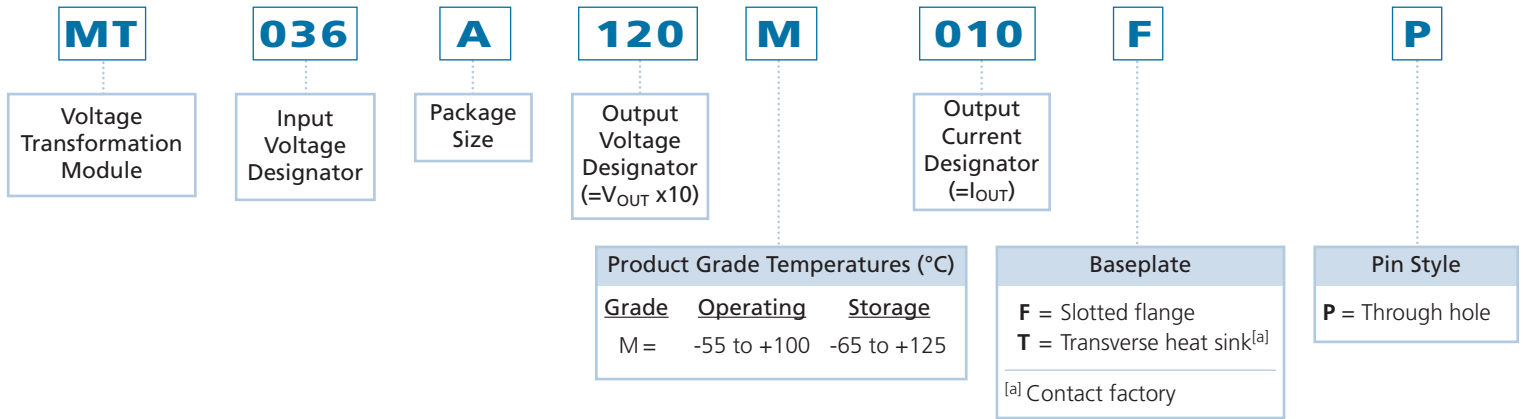 MT 036 A 120 M 010 F P
Voltage
Transformation
Module
Input
Voltage
Designator
Package
Size
Output
Voltage
Designator
(=VOUT x10)
Output
Current
Designator
(=IOUT)
Product Grade Temperatures (°C)
Grade Operating Storage
M = -55 to +100 -65 to +125
Baseplate
F = Slotted flange
T = Transverse heat sink[a]
[a] Contact factory
Pin Style
P = Through hole